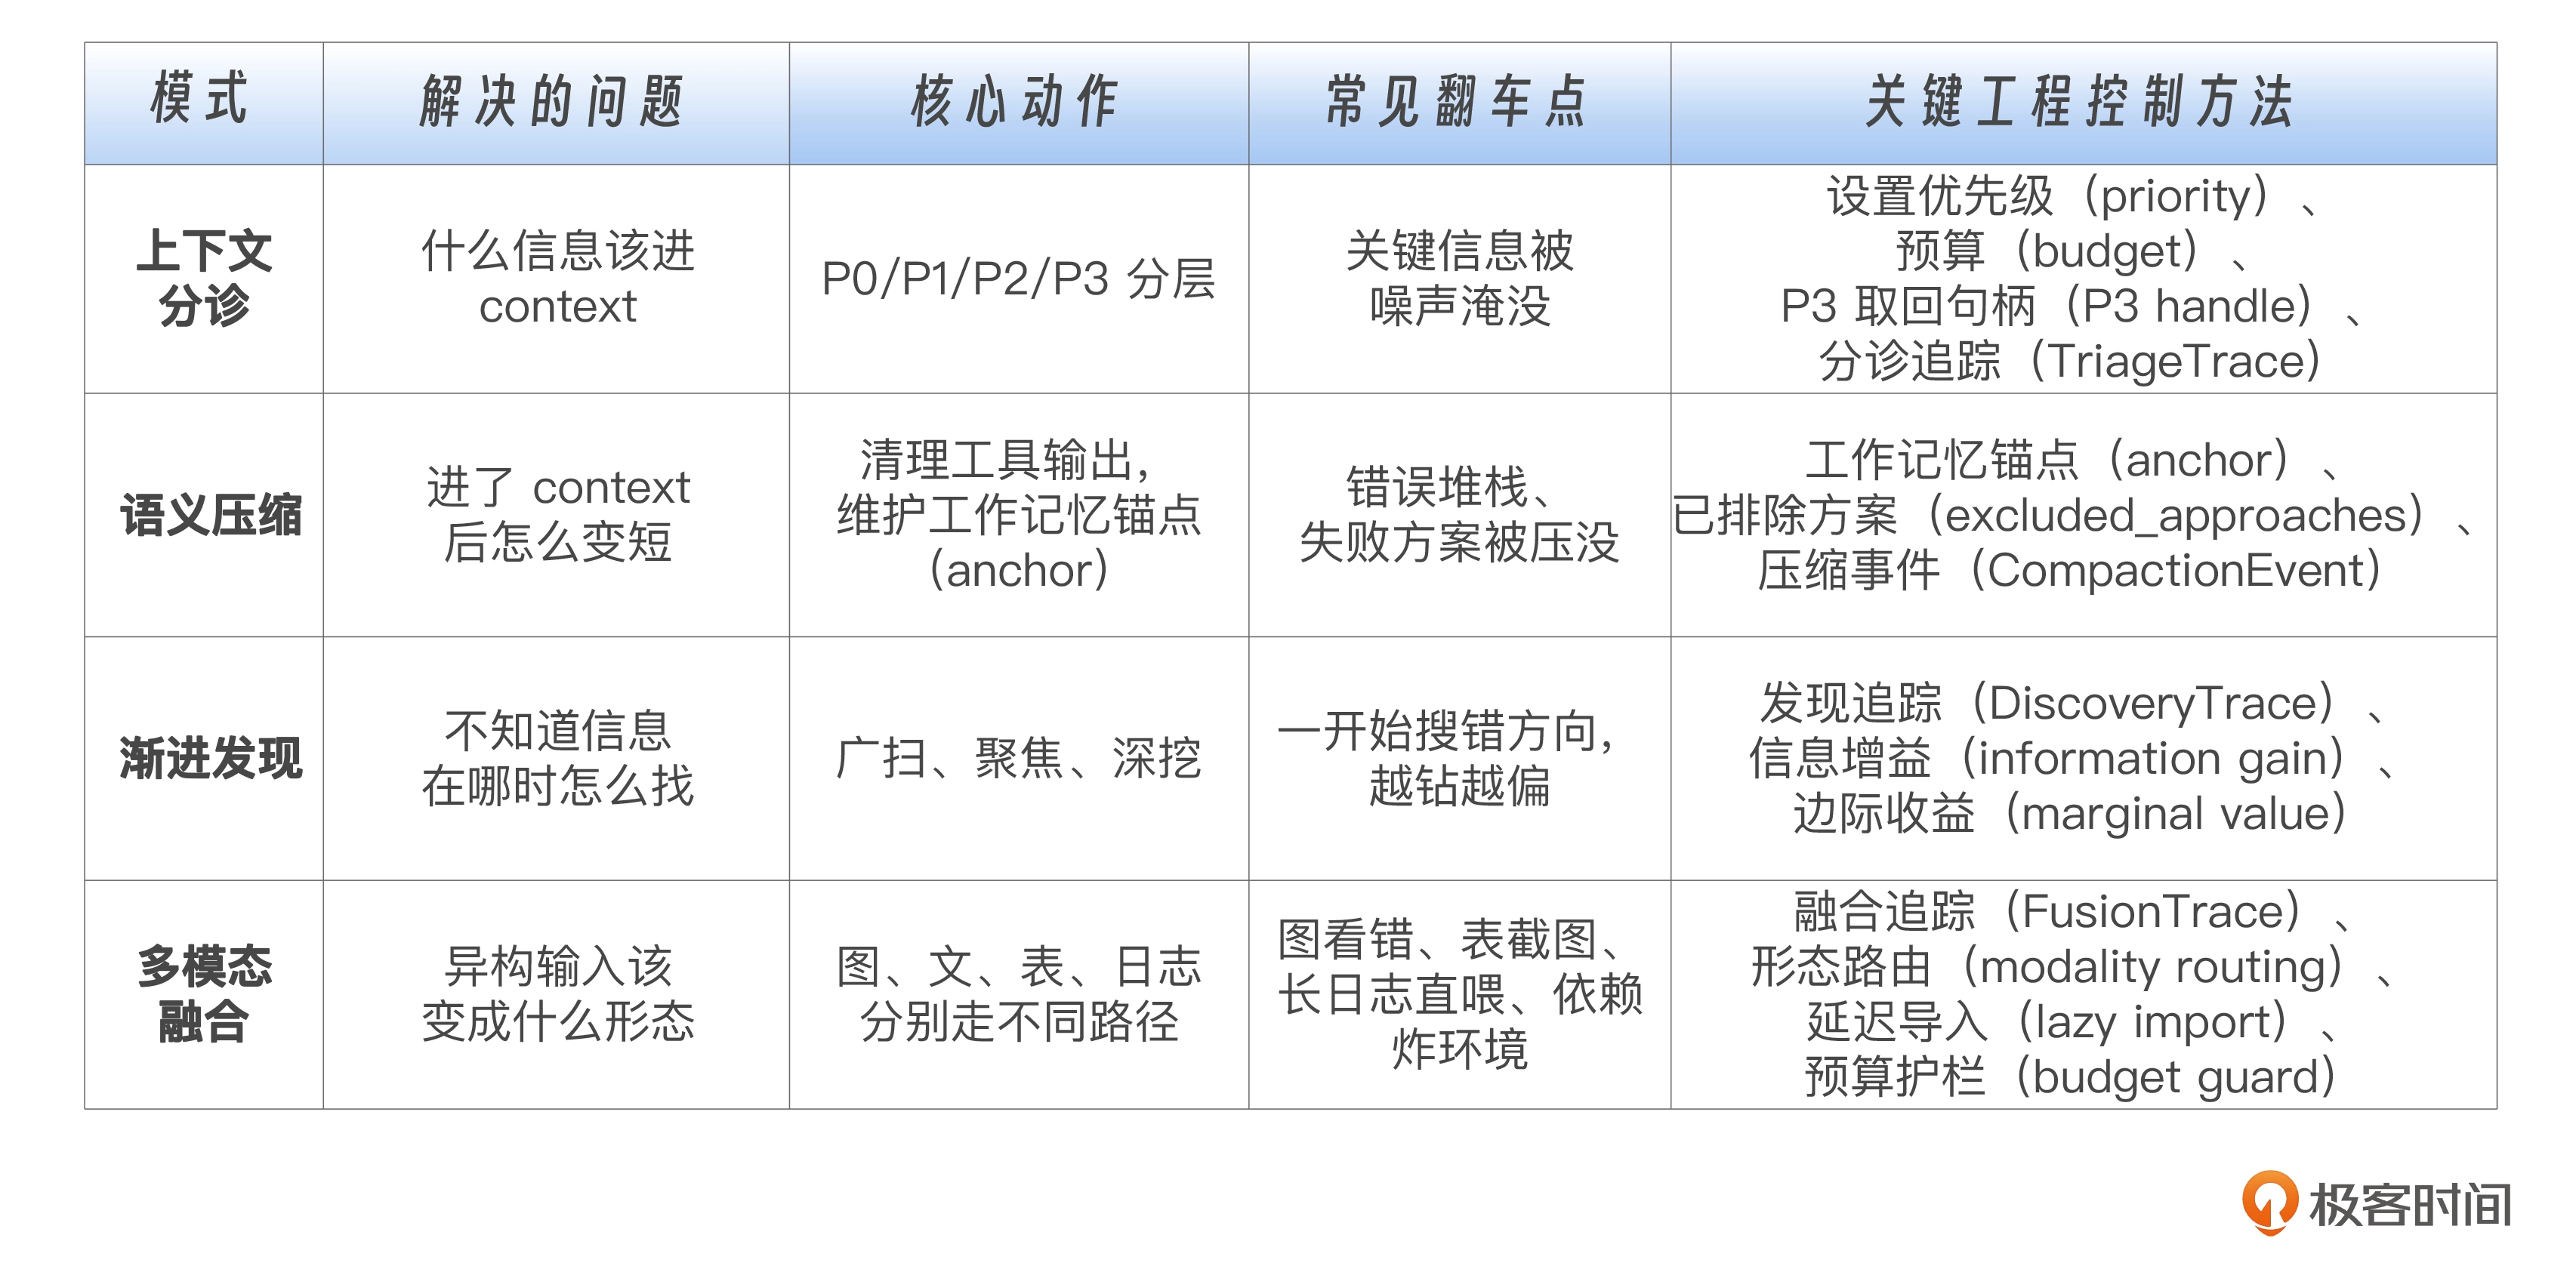 模式
解决的问题
核心动作
常见翻车点
关键工程控制方法
上下文
分诊
什么信息该进
context
P0/P1/P2/P3 分层
关键信息被
噪声淹没
设置优先级（priority）、
预算（budget）、
P3 取回句柄（P3 handle）、
分诊追踪（TriageTrace）
语义压缩
进了 context
后怎么变短
清理工具输出，
维护工作记忆锚点
（anchor）
错误堆栈、
失败方案被压没
工作记忆锚点（anchor）、
已排除方案（excluded_approaches）、
压缩事件（CompactionEvent）
渐进发现
不知道信息
在哪时怎么找
广扫、聚焦、深挖
一开始搜错方向，
越钻越偏
发现追踪（DiscoveryTrace）、
信息增益（information gain）、
边际收益（marginal value）
多模态
融合
异构输入该
变成什么形态
图、文、表、日志
分别走不同路径
图看错、表截图、
长日志直喂、依赖
炸环境
融合追踪（FusionTrace）、
形态路由（modality routing）、
延迟导入（lazy import）、
预算护栏（budget guard）
极客时间